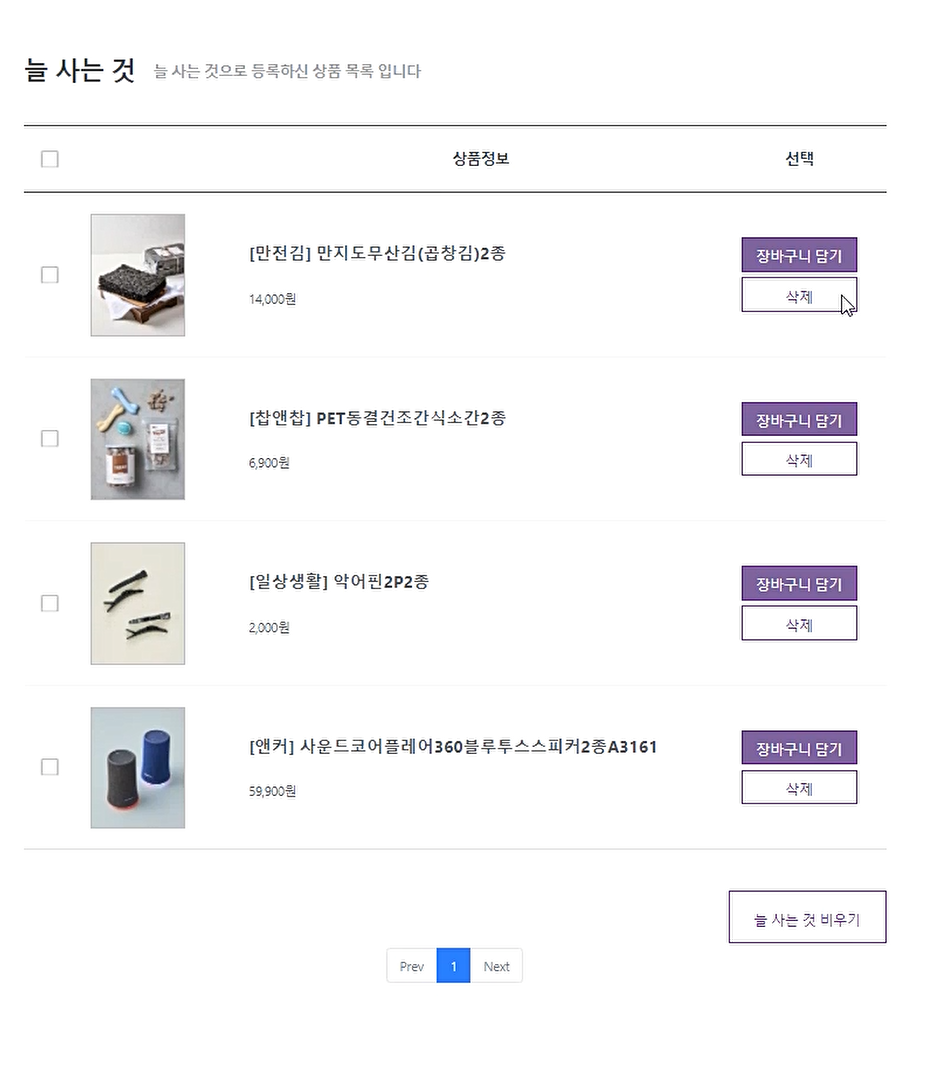 늘 사는 것 늘 사는 것으로 등록하신 상품 목록 입니다
상품정보 선택
[만전김] 만지도무산김(곱창김)2종
14,000원
장바구니 담기
삭제
[찹앤찹] PET동결건조간식소간2종
6,900원
장바구니 담기
삭제
[일상생활] 악어핀2P2종
2,000원
장바구니 담기
삭제
[앤커] 사운드코어플레어360블루투스스피커2종A3161
59,900원
장바구니 담기
삭제
늘 사는 것 비우기
Prev 1 Next